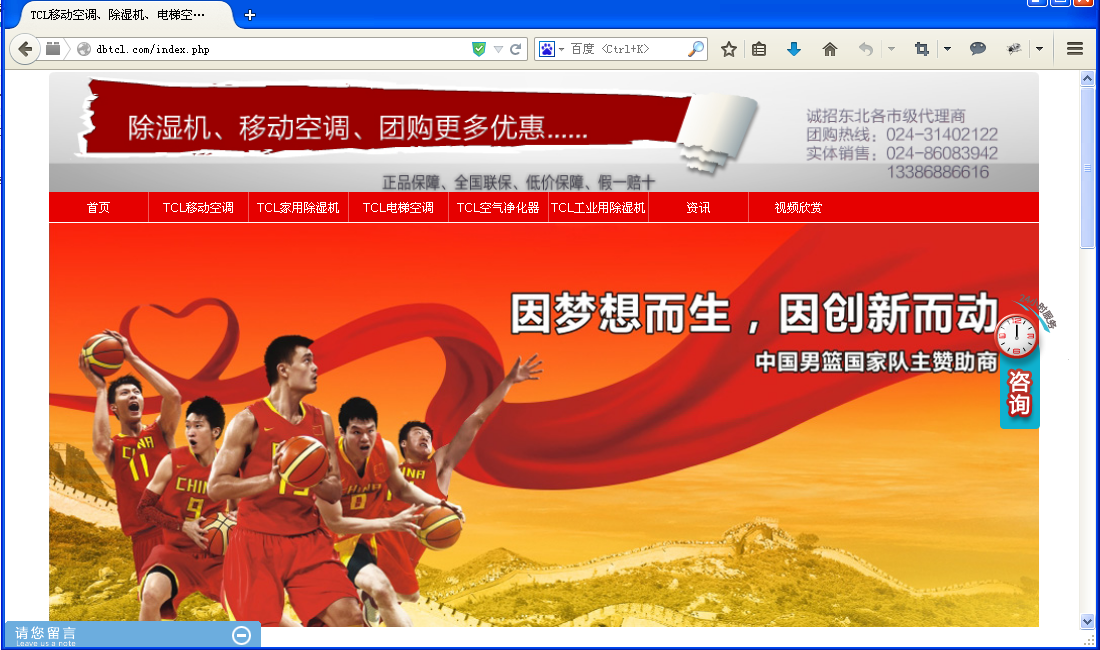 TCL移动空调、除湿机、电梯空…
dbtcl.com/index.php
百度 <Ctrl+K>
除湿机、移动空调、团购更多优惠......
诚招东北各市级代理商
团购热线：024-31402122
实体销售：024-86083942
13386886616
正品保障、全国联保、低价保障、假一赔十
首页 TCL移动空调 TCL家用除湿机 TCL电梯空调 TCL空气净化器 TCL工业用除湿机 资讯 视频欣赏
因梦想而生，因创新而动
中国男篮国家队主赞助商
咨询
CHINA
11
CHIN
9
CHINA
0
INA
请您留言
Leave us a note